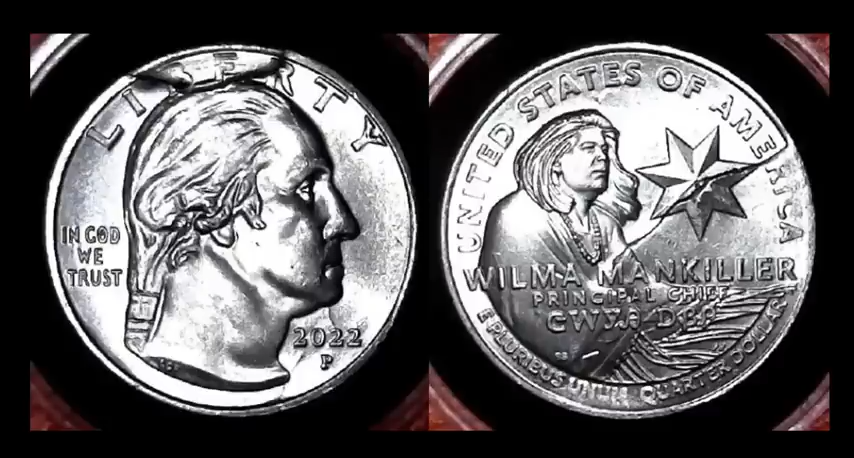 LIBERTY
IN GOD
WE
TRUST
2022
P
UNITED STATES OF AMERICA
WILMA MANKILLER
PRINCIPAL CHIEF
ᏣᎳᎩᎯ ᎠᏰᎵ
E PLURIBUS UNUM QUARTER DOLLAR